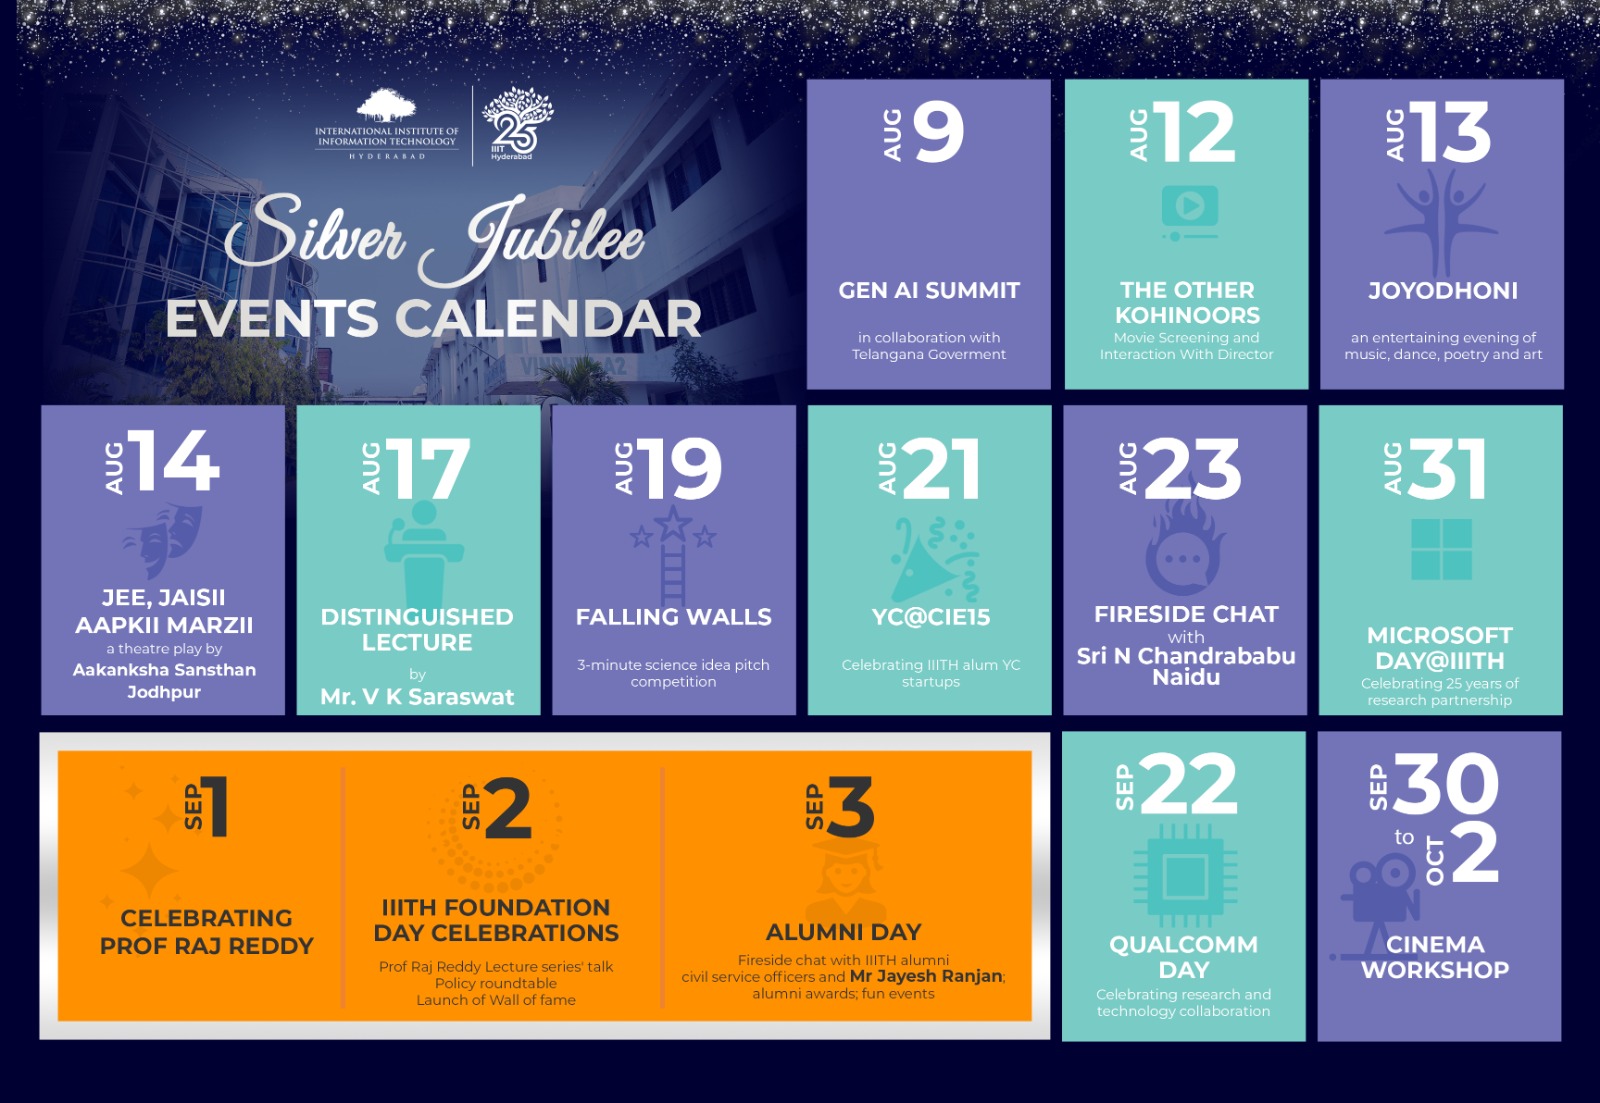 INTERNATIONAL INSTITUTE OF
INFORMATION TECHNOLOGY
HYDERABAD
25
IIIT
Hyderabad
Silver Jubilee
EVENTS CALENDAR
VINDHYA A2
AUG 9
GEN AI SUMMIT
in collaboration with
Telangana Goverment
AUG 12
THE OTHER
KOHINOORS
Movie Screening and
Interaction With Director
AUG 13
JOYODHONI
an entertaining evening of
music, dance, poetry and art
AUG 14
JEE, JAISII
AAPKII MARZII
a theatre play by
Aakanksha Sansthan
Jodhpur
AUG 17
DISTINGUISHED
LECTURE
by
Mr. V K Saraswat
AUG 19
FALLING WALLS
3-minute science idea pitch
competition
AUG 21
YC@CIE15
Celebrating IIITH alum YC
startups
AUG 23
FIRESIDE CHAT
with
Sri N Chandrababu
Naidu
AUG 31
MICROSOFT
DAY@IIITH
Celebrating 25 years of
research partnership
SEP 1
CELEBRATING
PROF RAJ REDDY
SEP 2
IIITH FOUNDATION
DAY CELEBRATIONS
Prof Raj Reddy Lecture series' talk
Policy roundtable
Launch of Wall of fame
SEP 3
ALUMNI DAY
Fireside chat with IIITH alumni
civil service officers and Mr Jayesh Ranjan;
alumni awards; fun events
SEP 22
QUALCOMM
DAY
Celebrating research and
technology collaboration
SEP 30
to
OCT 2
CINEMA
WORKSHOP